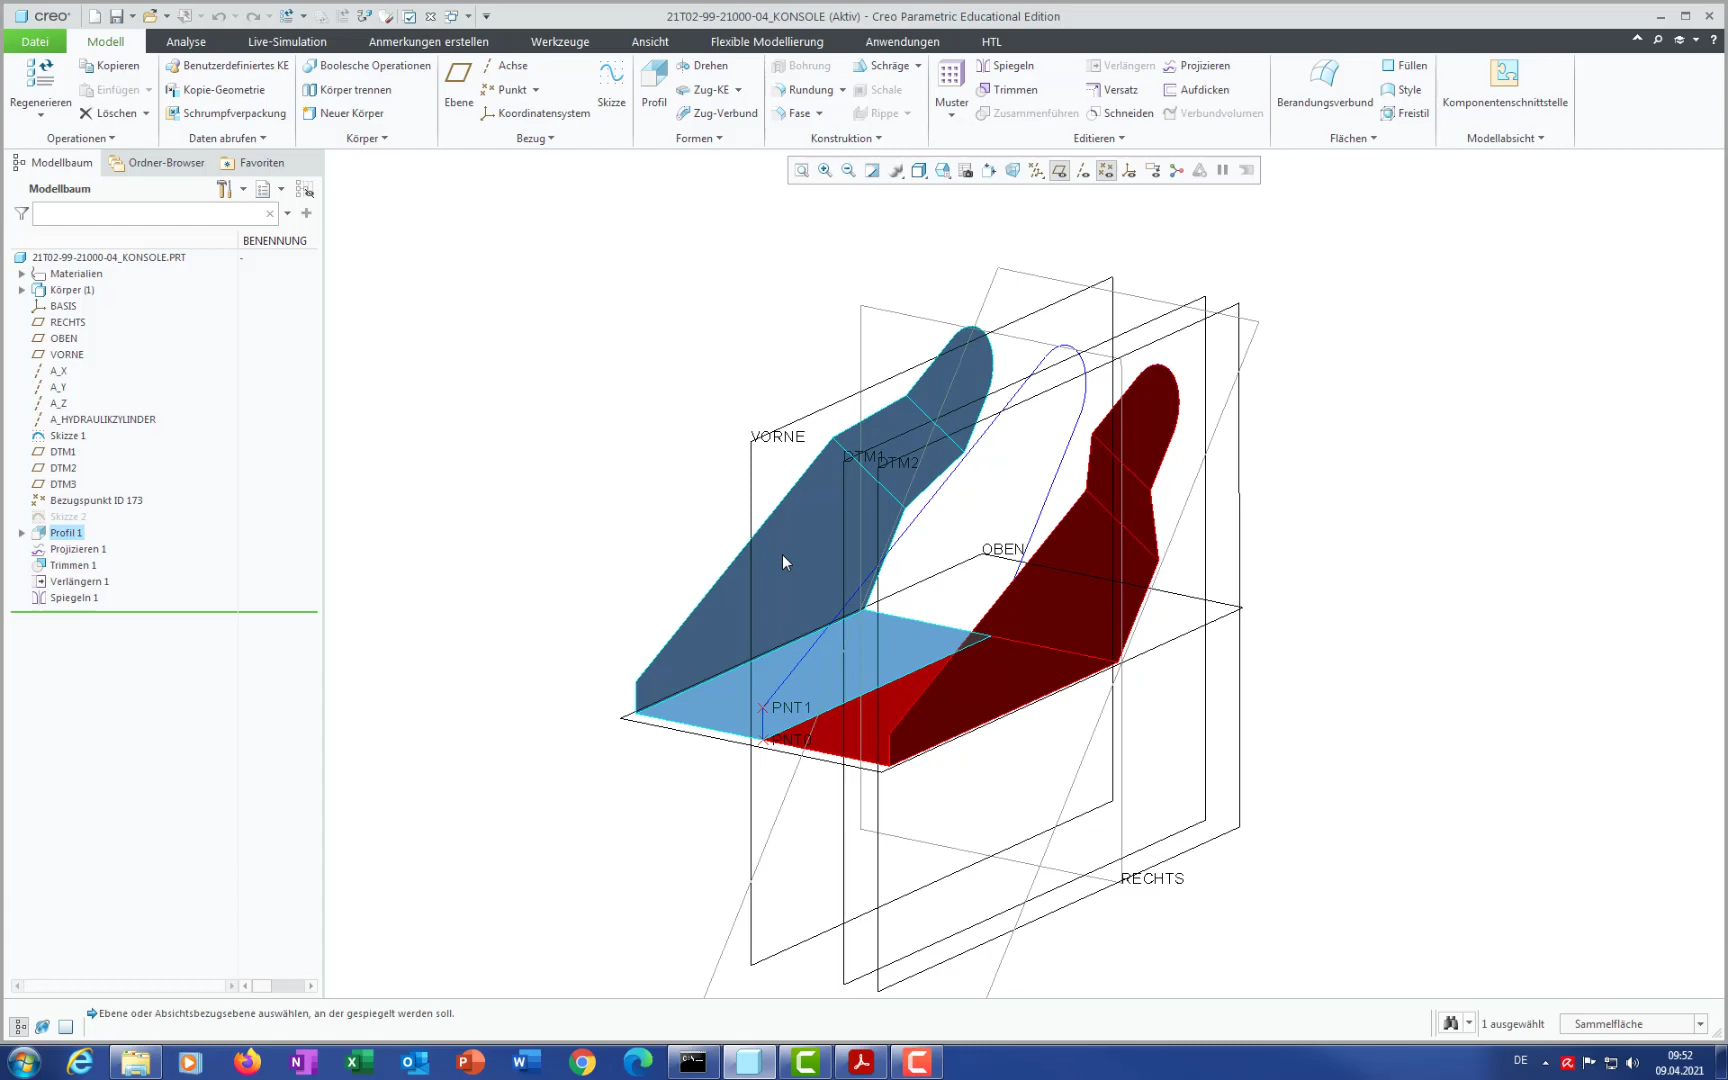 creo
21T02-99-21000-04_KONSOLE (Aktiv) - Creo Parametric Educational Edition
Datei Modell Analyse Live-Simulation Anmerkungen erstellen Werkzeuge Ansicht Flexible Modellierung Anwendungen HTL
Regenerieren
Kopieren
Einfügen
Löschen
Operationen
Benutzerdefiniertes KE
Kopie-Geometrie
Schrumpfverpackung
Daten abrufen
Boolesche Operationen
Körper trennen
Neuer Körper
Körper
Ebene
Achse
Punkt
Koordinatensystem
Skizze
Bezug
Profil
Drehen
Zug-KE
Zug-Verbund
Formen
Bohrung
Rundung
Fase
Schräge
Schale
Rippe
Konstruktion
Muster
Spiegeln
Trimmen
Zusammenführen
Verlängern
Versatz
Schneiden
Projizieren
Aufdicken
Verbundvolumen
Editieren
Berandungsverbund
Füllen
Style
Freistil
Flächen
Komponentenschnittstelle
Modellabsicht
Modellbaum Ordner-Browser Favoriten
Modellbaum
BENENNUNG
21T02-99-21000-04_KONSOLE.PRT -
Materialien
Körper (1)
BASIS
RECHTS
OBEN
VORNE
A_X
A_Y
A_Z
A_HYDRAULIKZYLINDER
Skizze 1
DTM1
DTM2
DTM3
Bezugspunkt ID 173
Skizze 2
Profil 1
Projizieren 1
Trimmen 1
Verlängern 1
Spiegeln 1
VORNE
DTM1
DTM2
OBEN
PNT1
PNT0
RECHTS
Ebene oder Absichtsbezugsebene auswählen, an der gespiegelt werden soll.
1 ausgewählt
Sammelfläche
DE
09:52
09.04.2021